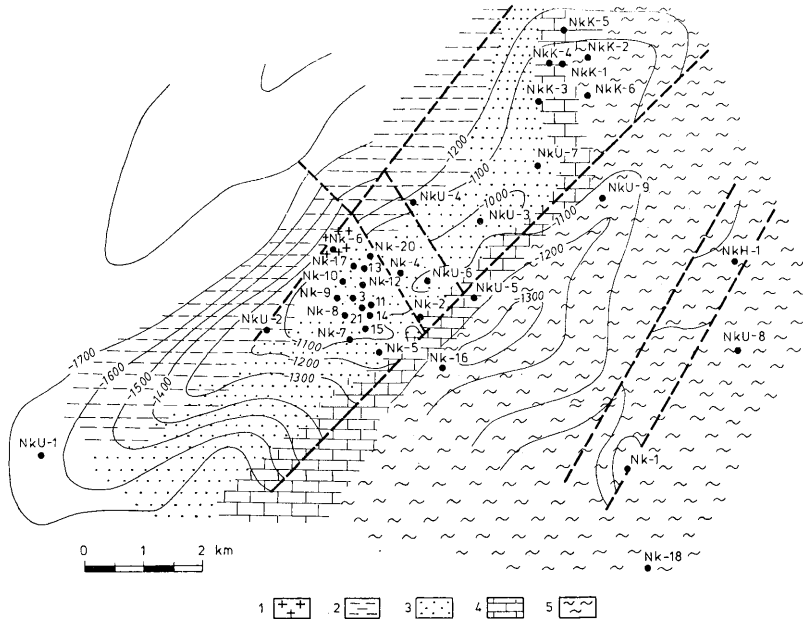 NkK-5
NkK-4
NkK-2
NkK-1
NkK-3
NkK-6
-1200
-1100
NkU-7
NkU-4
NkU-9
-1000
NkU-3
-1100
Nk-6
Z
Nk-20
-1200
NkH-1
Nk-17
13
Nk-4
NkU-6
Nk-10
Nk-12
NkU-5
-1300
Nk-9
3
11
Nk-2
NkU-2
Nk-8
21
14
15
Nk-7
-1100
Nk-5
NkU-8
-1700
-1200
Nk-16
-1600
-1500
-1400
-1300
NkU-1
Nk-1
0 1 2 km
Nk-18
1 2 3 4 5